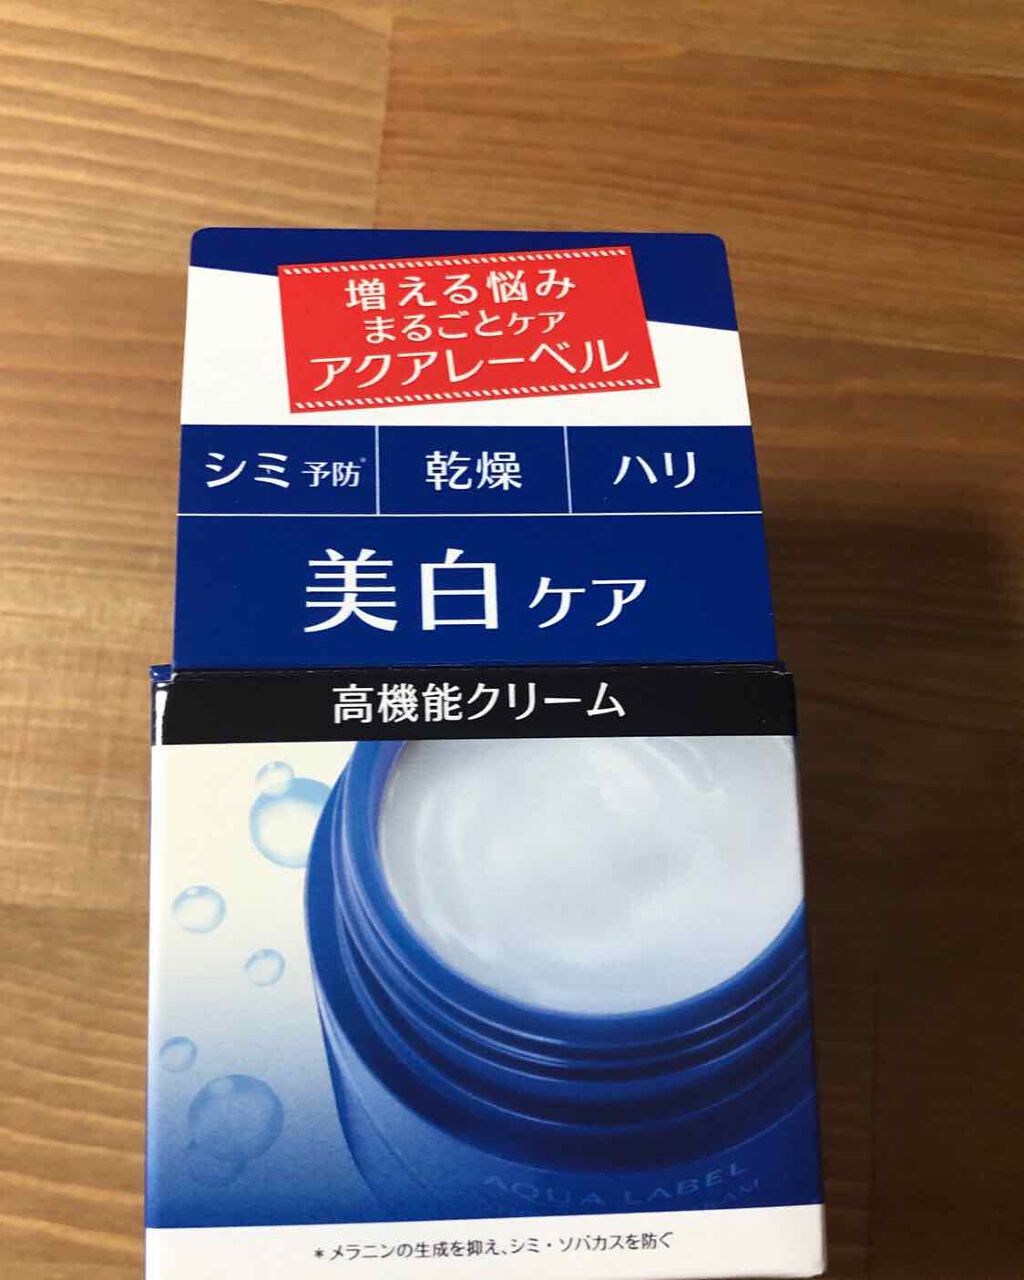 増える悩み
まるごとケア
アクアレーベル
シミ予防* 乾燥 ハリ
美白ケア
高機能クリーム
AQUA LABEL
*メラニンの生成を抑え、シミ・ソバカスを防ぐ